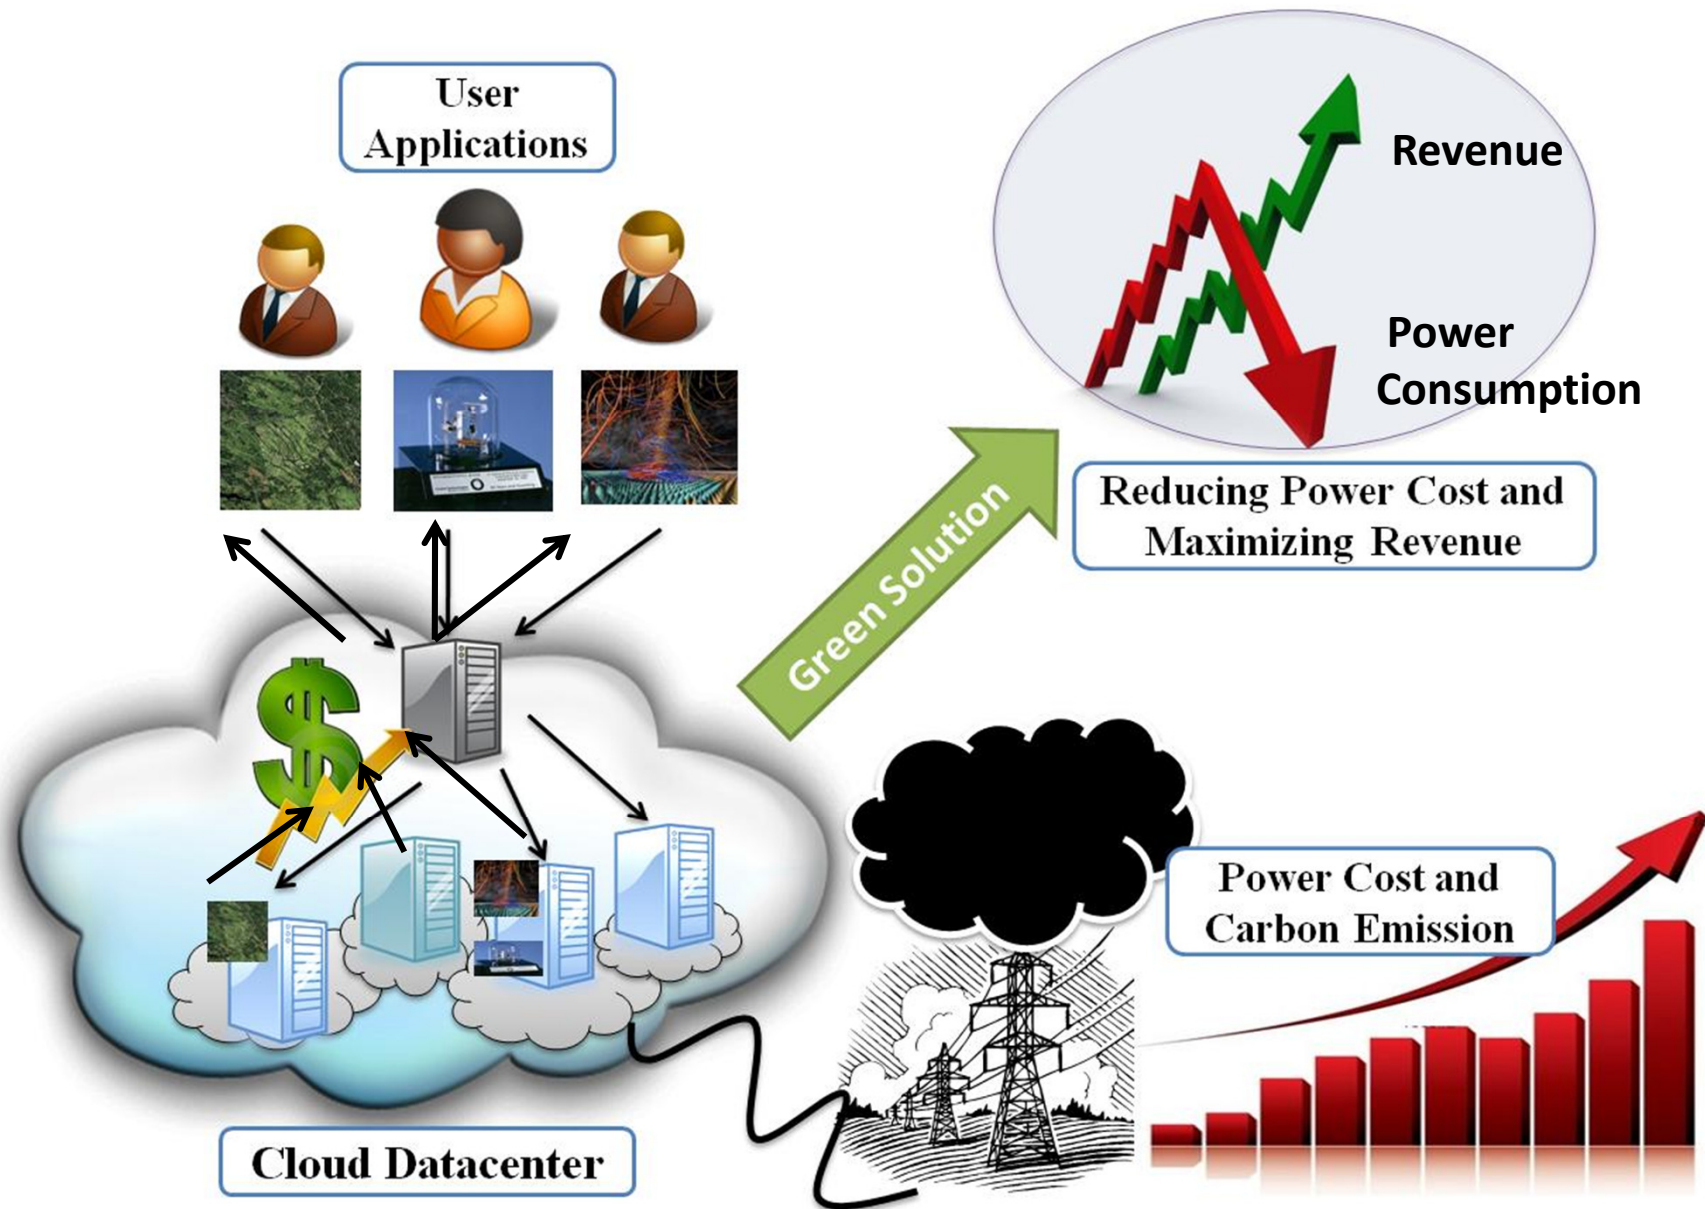 User
Applications
Revenue
Power
Consumption
Reducing Power Cost and
Maximizing Revenue
Green Solution
Power Cost and
Carbon Emission
Cloud Datacenter